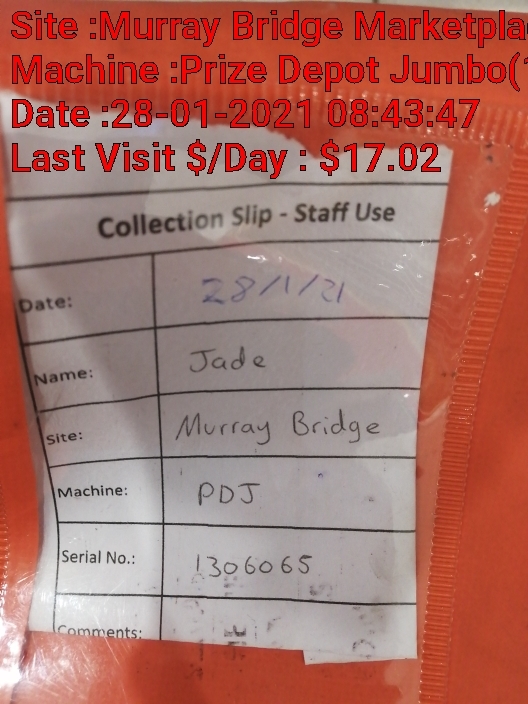 Site :Murray Bridge Marketpla
Machine :Prize Depot Jumbo(
Date :28-01-2021 08:43:47
Last Visit $/Day : $17.02
Collection Slip - Staff Use
Date: 28/1/21
Name: Jade
Site: Murray Bridge
Machine: PDJ
Serial No.: 1306065
Comments: